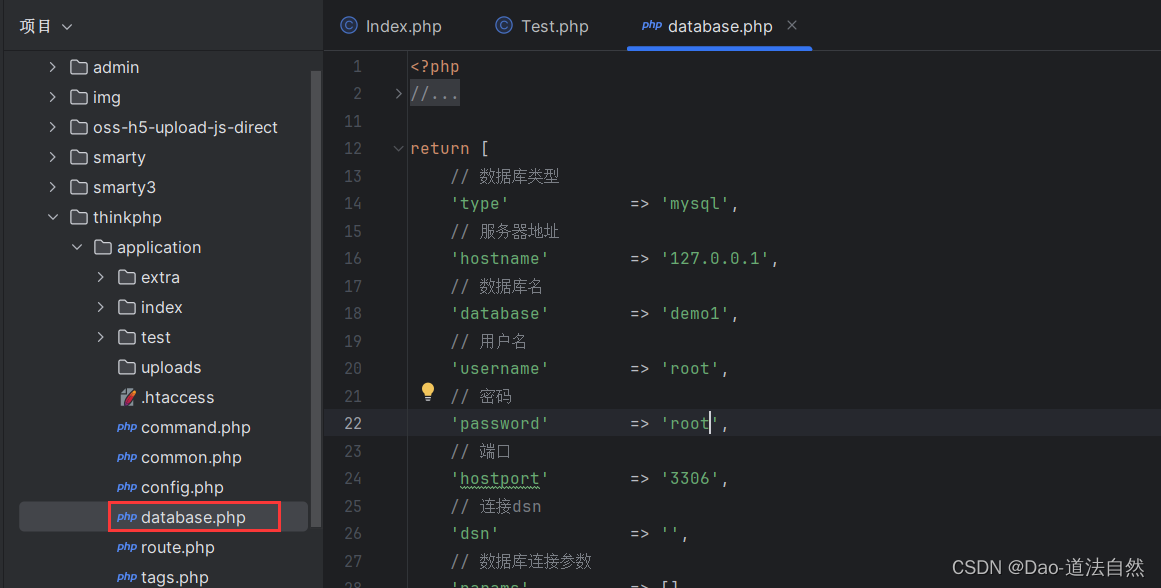 项目
admin
img
oss-h5-upload-js-direct
smarty
smarty3
thinkphp
application
extra
index
test
uploads
.htaccess
php command.php
php common.php
php config.php
php database.php
php route.php
php tags.php
C Index.php
C Test.php
php database.php ×
1 <?php
2 //...
11
12 return [
13 // 数据库类型
14 'type' => 'mysql',
15 // 服务器地址
16 'hostname' => '127.0.0.1',
17 // 数据库名
18 'database' => 'demo1',
19 // 用户名
20 'username' => 'root',
21 // 密码
22 'password' => 'root',
23 // 端口
24 'hostport' => '3306',
25 // 连接dsn
26 'dsn' => '',
27 // 数据库连接参数
28 'params' => []
CSDN @Dao-道法自然